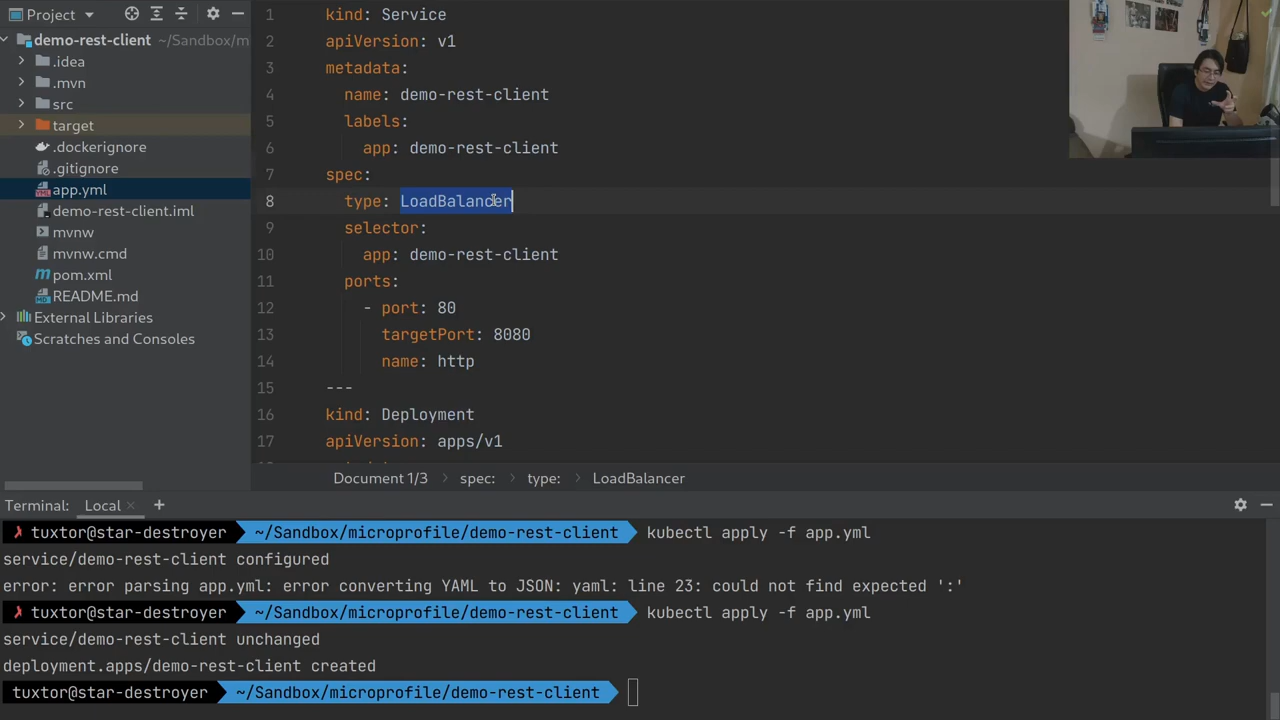 Project
demo-rest-client ~/Sandbox/m
.idea
.mvn
src
target
.dockerignore
.gitignore
app.yml
demo-rest-client.iml
mvnw
mvnw.cmd
pom.xml
README.md
External Libraries
Scratches and Consoles
1 kind: Service
2 apiVersion: v1
3 metadata:
4 name: demo-rest-client
5 labels:
6 app: demo-rest-client
7 spec:
8 type: LoadBalancer
9 selector:
10 app: demo-rest-client
11 ports:
12 - port: 80
13 targetPort: 8080
14 name: http
15 ---
16 kind: Deployment
17 apiVersion: apps/v1
Document 1/3 spec: type: LoadBalancer
Terminal: Local
✗ tuxtor@star-destroyer ~/Sandbox/microprofile/demo-rest-client kubectl apply -f app.yml
service/demo-rest-client configured
error: error parsing app.yml: error converting YAML to JSON: yaml: line 23: could not find expected ':'
✗ tuxtor@star-destroyer ~/Sandbox/microprofile/demo-rest-client kubectl apply -f app.yml
service/demo-rest-client unchanged
deployment.apps/demo-rest-client created
tuxtor@star-destroyer ~/Sandbox/microprofile/demo-rest-client